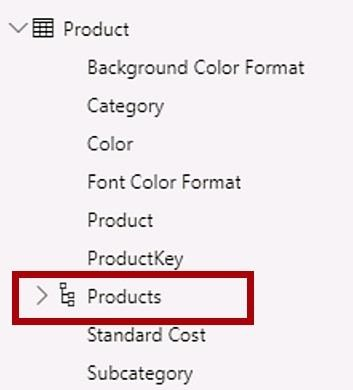 Product
Background Color Format
Category
Color
Font Color Format
Product
ProductKey
Products
Standard Cost
Subcategory